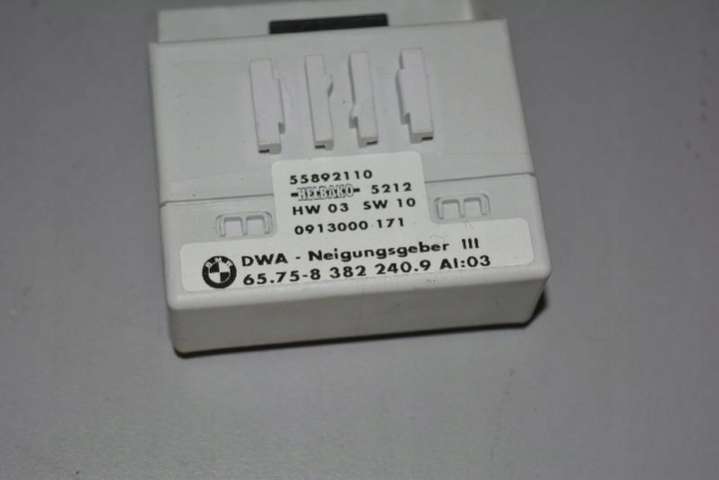 55892110
HELBAKO 5212
HW 03 SW 10
0913000 171
DWA - Neigungsgeber III
BMW 65.75-8 382 240.9 AI:03